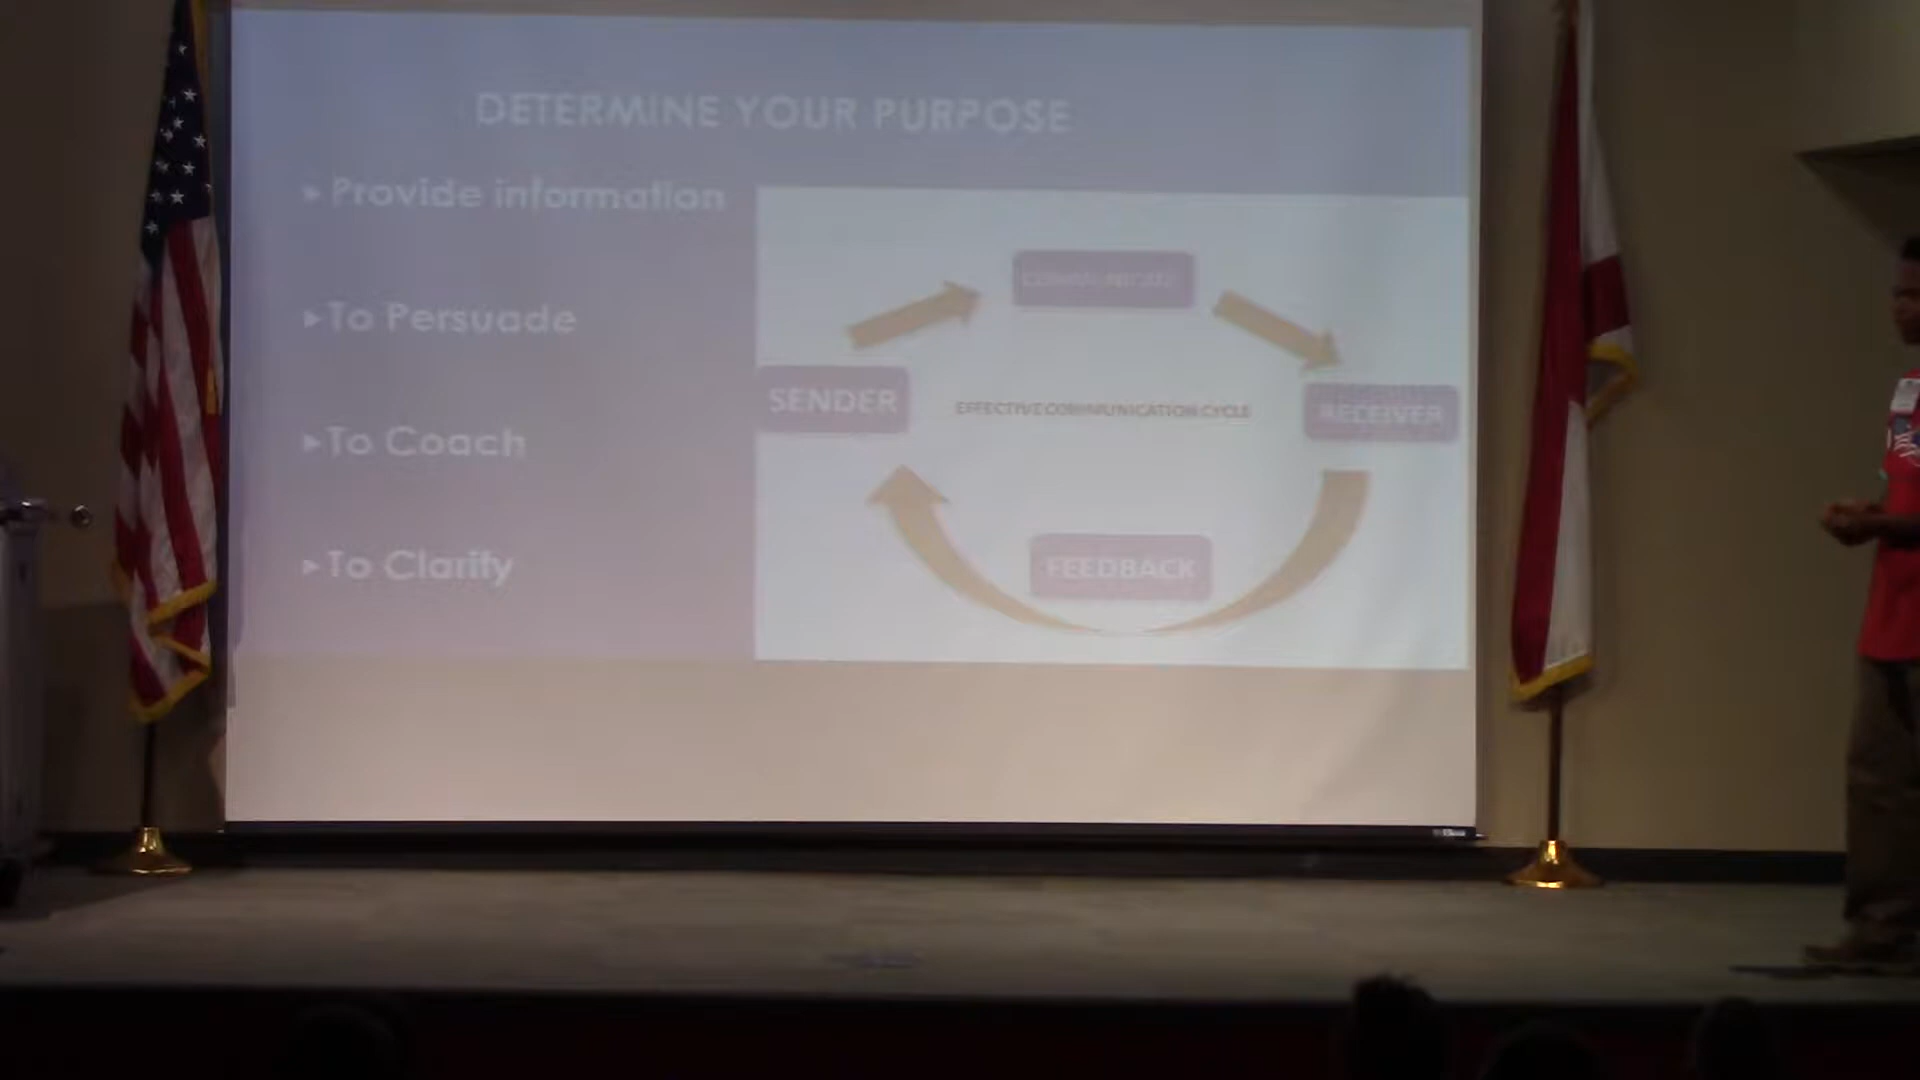 DETERMINE YOUR PURPOSE
▸Provide information
▸To Persuade
▸To Coach
▸To Clarify
SENDER
EFFECTIVE COMMUNICATION CYCLE
RECEIVER
FEEDBACK